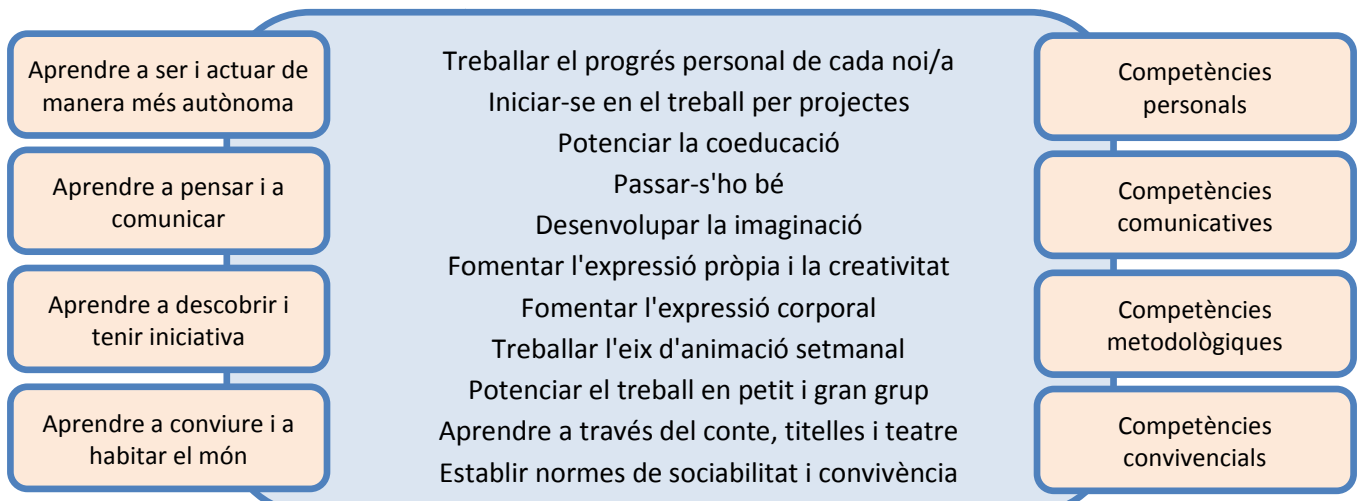 Aprendre a ser i actuar de
manera més autònoma
Aprendre a pensar i a
comunicar
Aprendre a descobrir i
tenir iniciativa
Aprendre a conviure i a
habitar el món
Treballar el progrés personal de cada noi/a
Iniciar-se en el treball per projectes
Potenciar la coeducació
Passar-s'ho bé
Desenvolupar la imaginació
Fomentar l'expressió pròpia i la creativitat
Fomentar l'expressió corporal
Treballar l'eix d'animació setmanal
Potenciar el treball en petit i gran grup
Aprendre a través del conte, titelles i teatre
Establir normes de sociabilitat i convivència
Competències
personals
Competències
comunicatives
Competències
metodològiques
Competències
convivencials